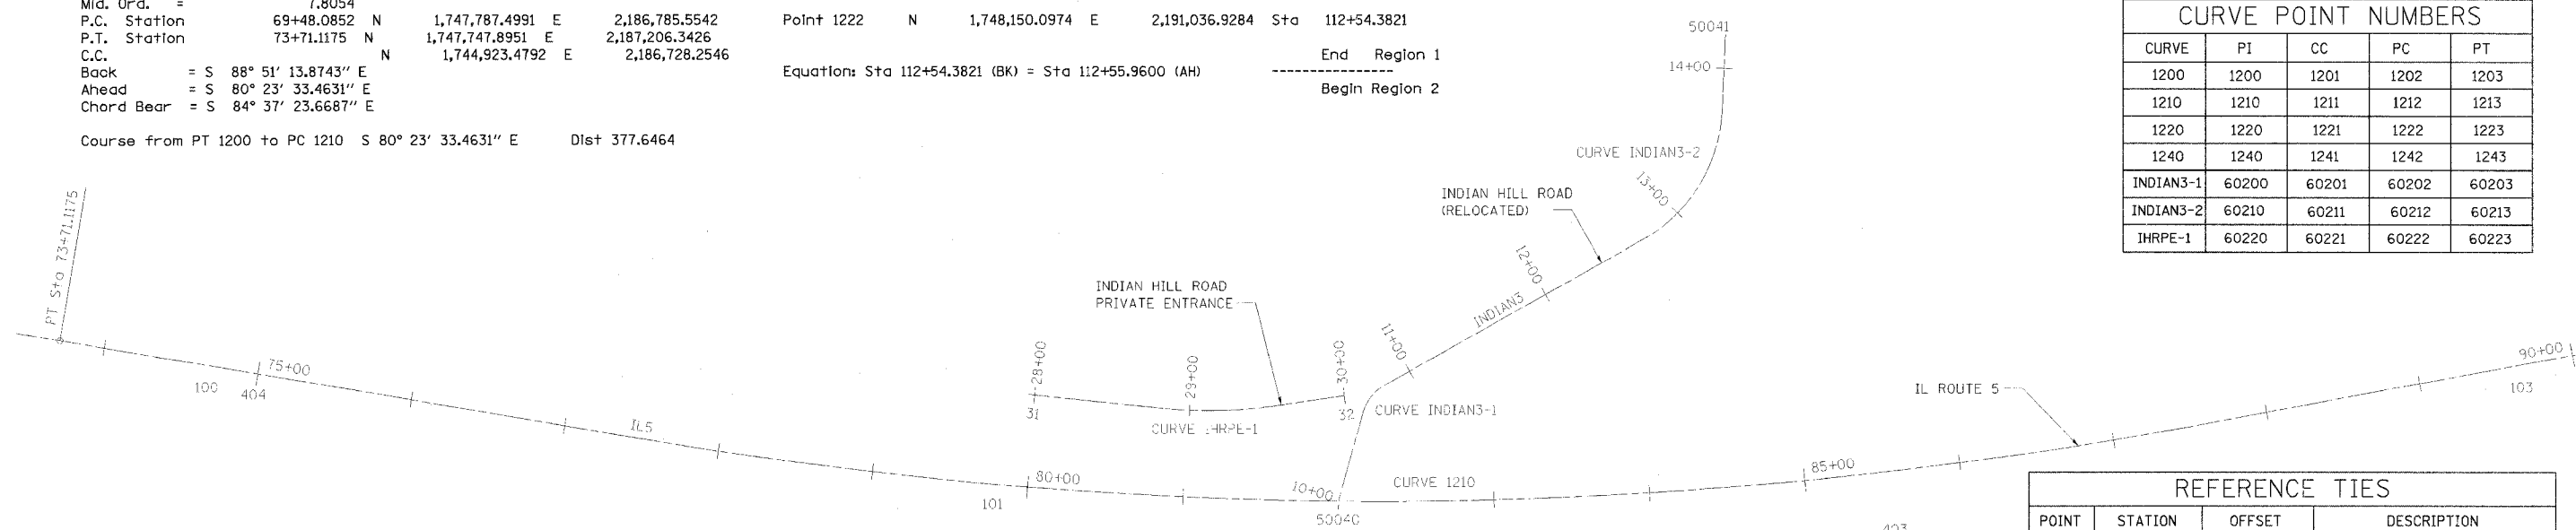 Mid. Ord. = 7.8054
P.C. Station 69+48.0852 N 1,747,787.4991 E 2,186,785.5542
P.T. Station 73+71.1175 N 1,747,747.8951 E 2,187,206.3426
C.C. N 1,744,923.4792 E 2,186,728.2546
Back = S 88° 51' 13.8743" E
Ahead = S 80° 23' 33.4631" E
Chord Bear = S 84° 37' 23.6687" E
Course from PT 1200 to PC 1210 S 80° 23' 33.4631" E Dist 377.6464
Point 1222 N 1,748,150.0974 E 2,191,036.9284 Sta 112+54.3821
End Region 1
Equation: Sta 112+54.3821 (BK) = Sta 112+55.9600 (AH) ----------------
Begin Region 2
CURVE POINT NUMBERS
CURVE PI CC PC PT
1200 1200 1201 1202 1203
1210 1210 1211 1212 1213
1220 1220 1221 1222 1223
1240 1240 1241 1242 1243
INDIAN3-1 60200 60201 60202 60203
INDIAN3-2 60210 60211 60212 60213
IHRPE-1 60220 60221 60222 60223
50041
14+00
CURVE INDIAN3-2
13+00
INDIAN HILL ROAD
(RELOCATED)
12+00
INDIAN3
11+00
INDIAN HILL ROAD
PRIVATE ENTRANCE
PT Sta 73+71.1175
75+00
100
404
IL5
28+00
29+00
30+00
31
32
CURVE INDIAN3-1
CURVE IHRPE-1
80+00
101
10+00
50040
CURVE 1210
85+00
IL ROUTE 5
90+00
103
REFERENCE TIES
POINT STATION OFFSET DESCRIPTION